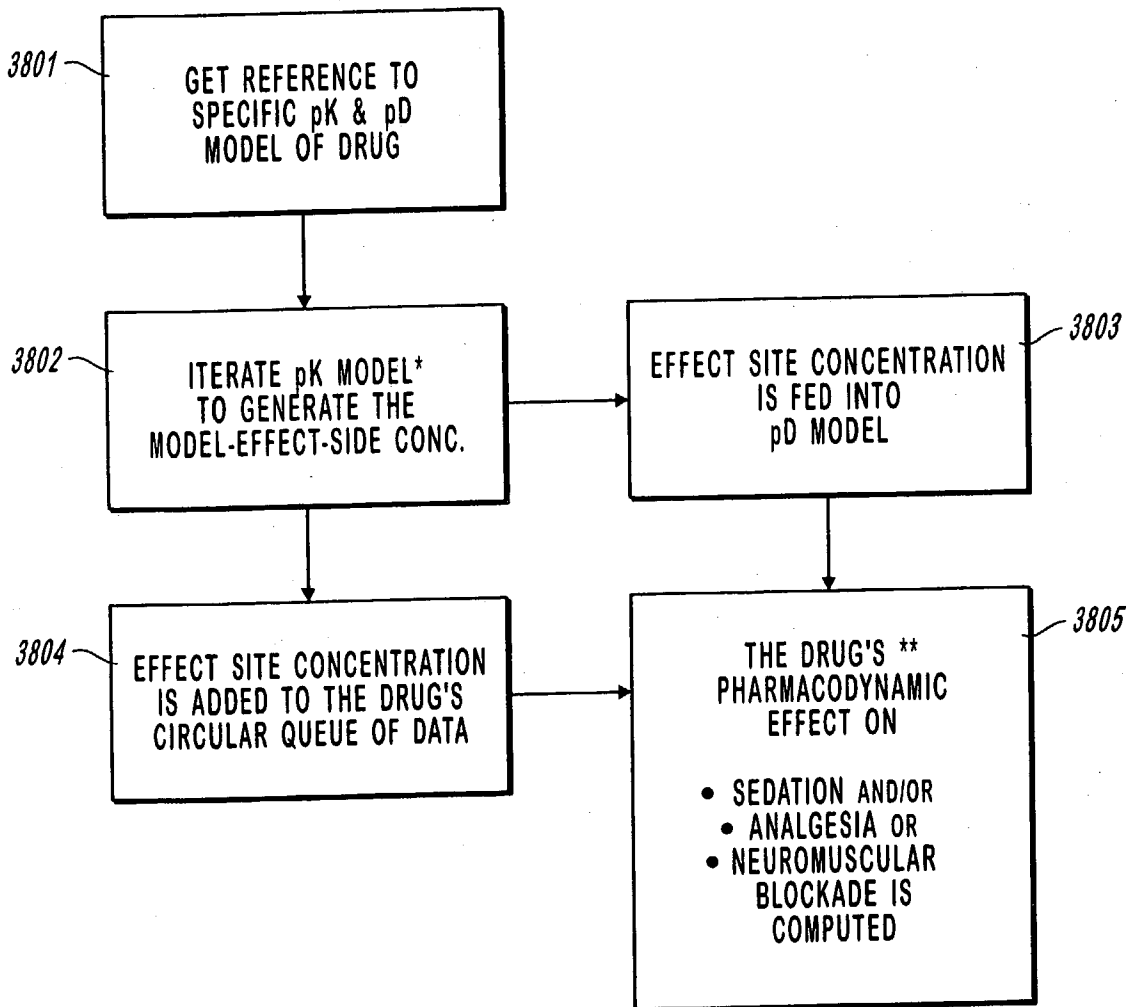 3801
GET REFERENCE TO
SPECIFIC pK & pD
MODEL OF DRUG
3802
ITERATE pK MODEL*
TO GENERATE THE
MODEL-EFFECT-SIDE CONC.
3803
EFFECT SITE CONCENTRATION
IS FED INTO
pD MODEL
3804
EFFECT SITE CONCENTRATION
IS ADDED TO THE DRUG'S
CIRCULAR QUEUE OF DATA
3805
THE DRUG'S **
PHARMACODYNAMIC
EFFECT ON
• SEDATION AND/OR
• ANALGESIA OR
• NEUROMUSCULAR
BLOCKADE IS
COMPUTED